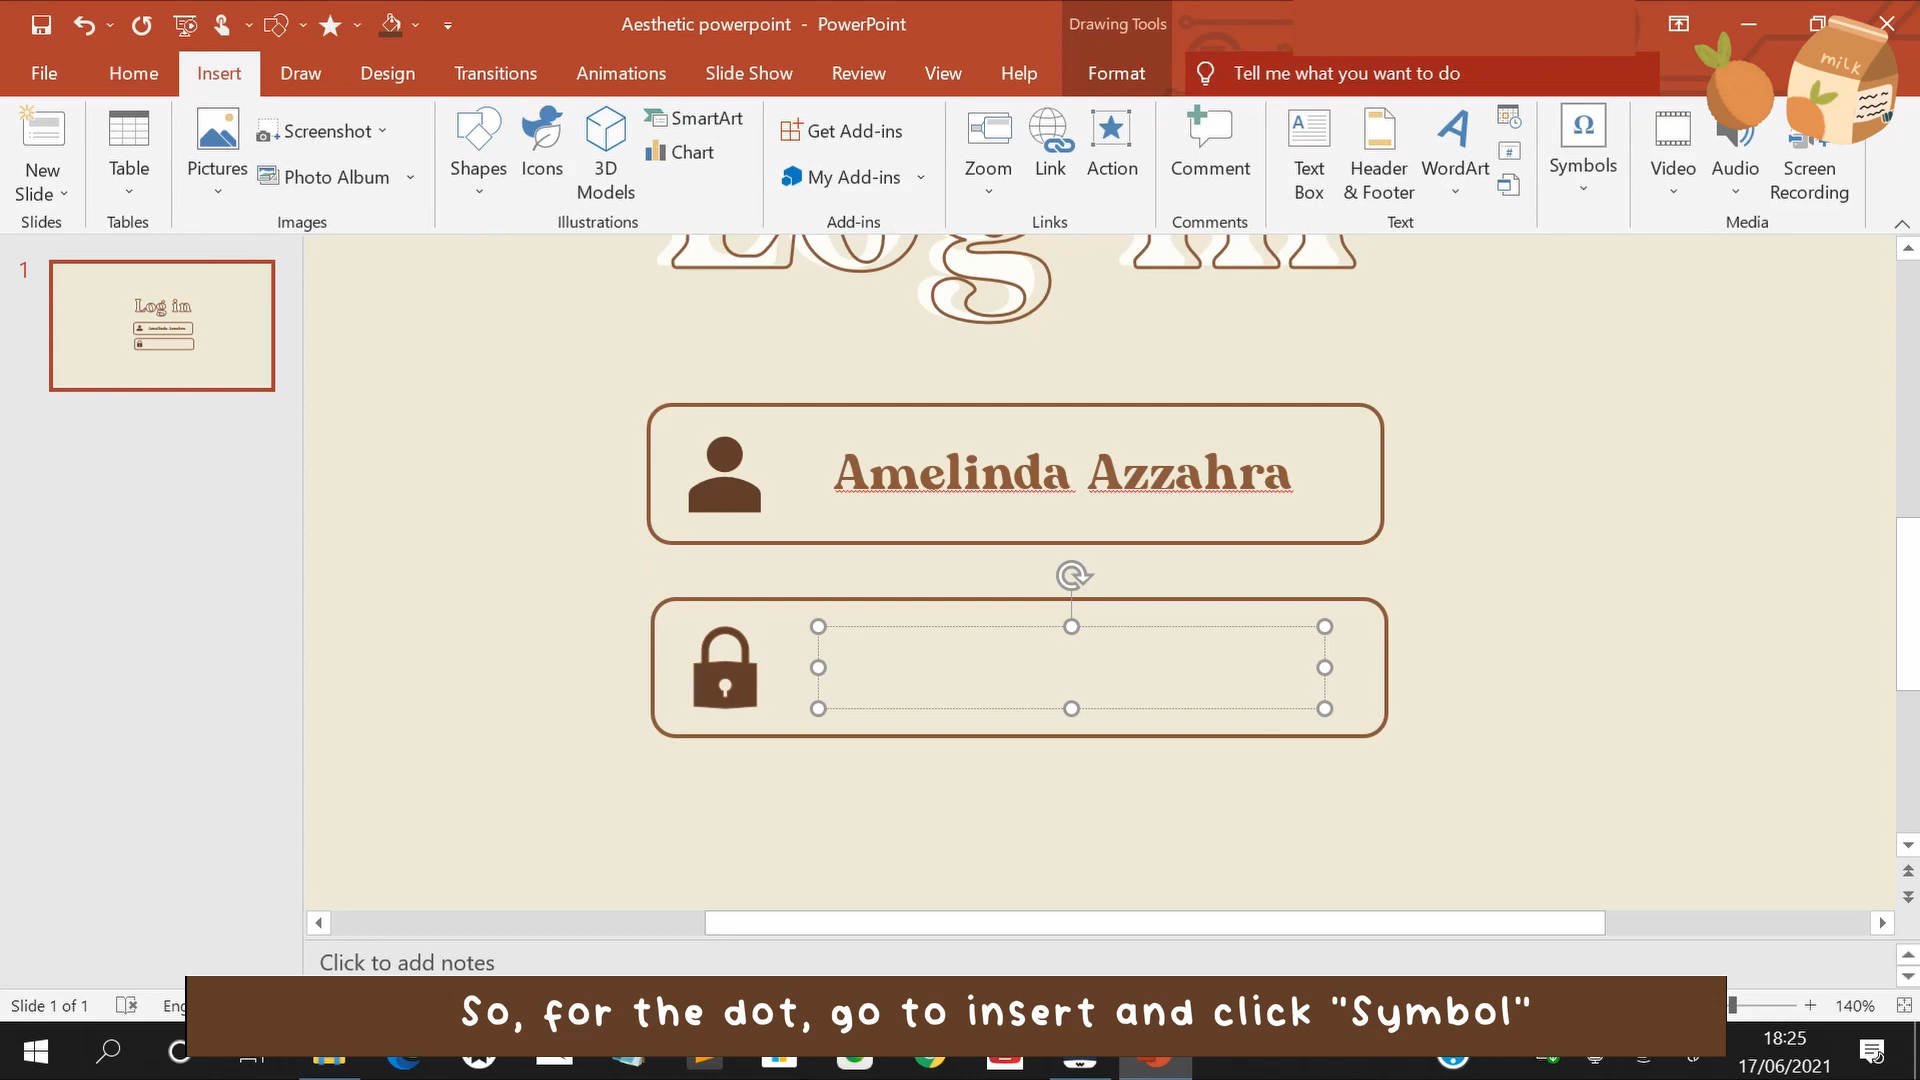 Aesthetic powerpoint - PowerPoint
Drawing Tools
File Home Insert Draw Design Transitions Animations Slide Show Review View Help Format Tell me what you want to do
milk
New Slide
Table
Pictures
Screenshot
Photo Album
Shapes
Icons
3D Models
SmartArt
Chart
Get Add-ins
My Add-ins
Zoom
Link
Action
Comment
Text Box
Header & Footer
WordArt
Symbols
Video
Audio
Screen Recording
Slides Tables Images Illustrations Add-ins Links Comments Text Media
1
Log in
Amelinda Azzahra
Log in
Amelinda Azzahra
Click to add notes
Slide 1 of 1
Eng
140%
So, for the dot, go to insert and click "Symbol"
18:25
17/06/2021